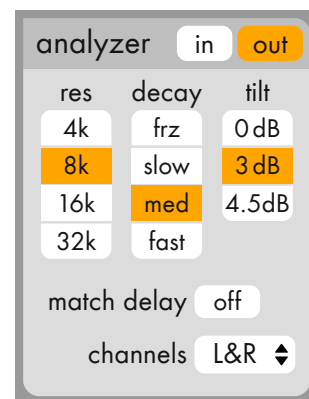 analyzer in out
res decay tilt
4k frz 0 dB
8k slow 3 dB
16k med 4.5dB
32k fast
match delay off
channels L&R